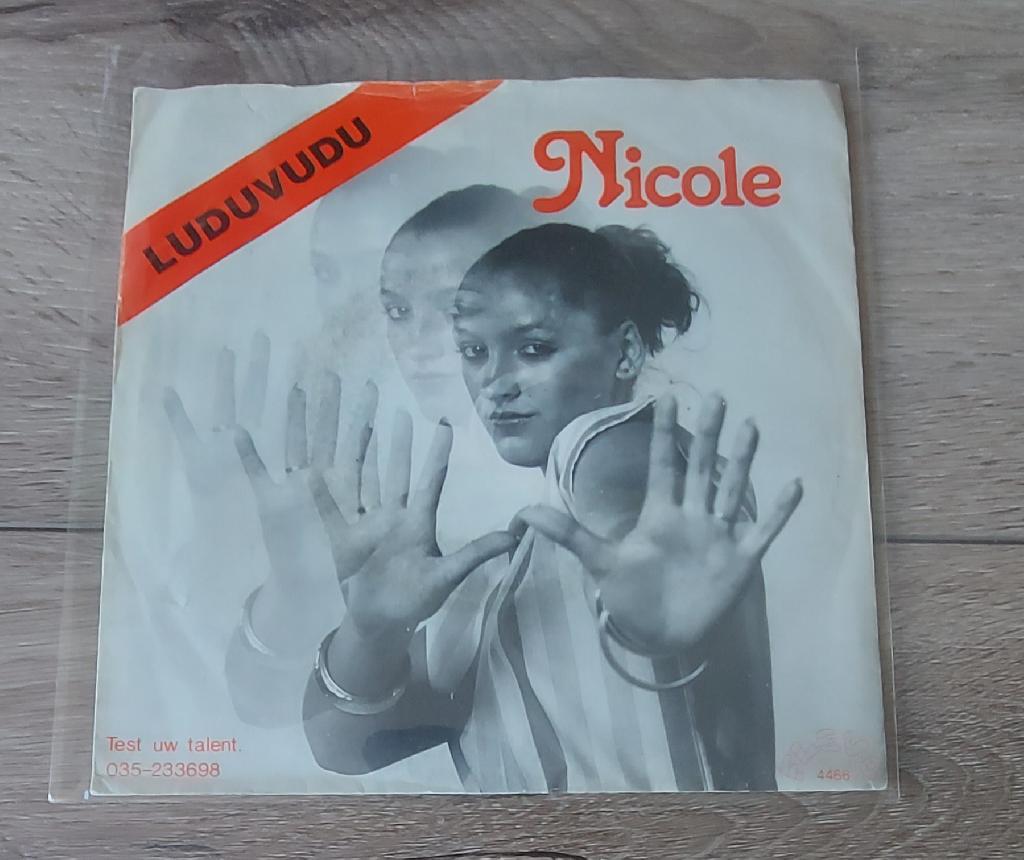 LUDUVUDU
Nicole
Test uw talent.
035-233698
4466